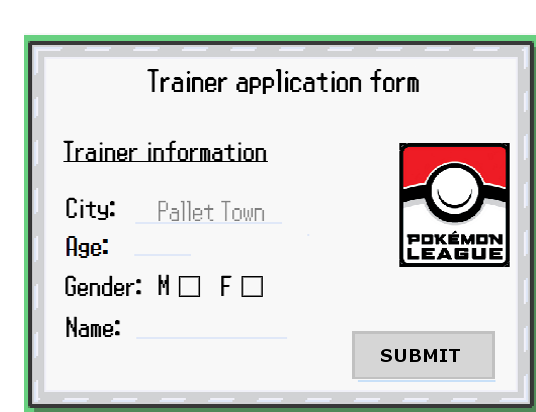 Trainer application form
Trainer information
City: Pallet Town
Age:
Gender: M F
Name:
POKÉMON
LEAGUE
SUBMIT